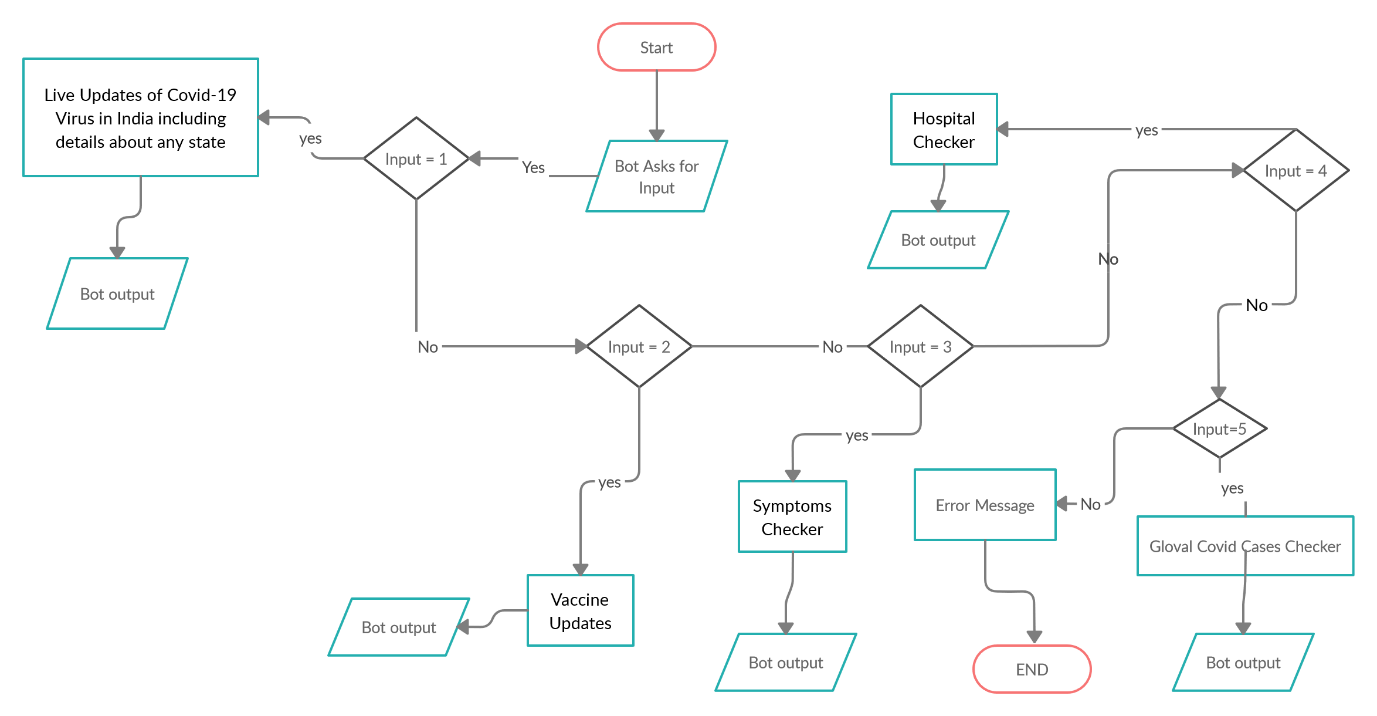 Start
Live Updates of Covid-19
Virus in India including
details about any state
yes
Input = 1
Yes
Bot Asks for
Input
Hospital
Checker
yes
Input = 4
Bot output
No
Bot output
No
No
Input = 2
No
Input = 3
yes
Input=5
yes
Symptoms
Checker
Error Message
No
yes
Gloval Covid Cases Checker
Vaccine
Updates
Bot output
Bot output
END
Bot output